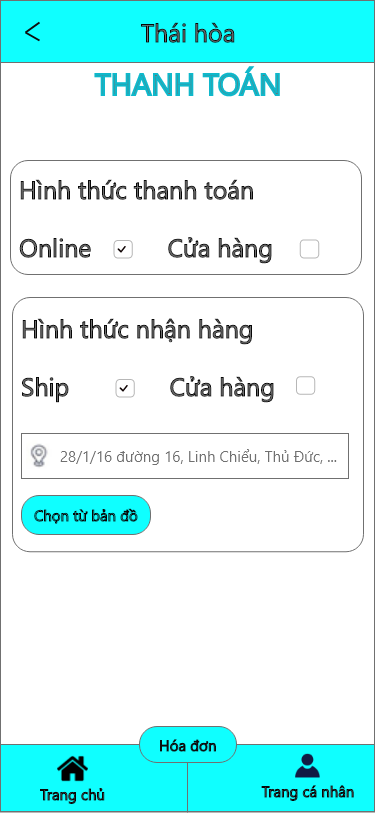 Thái hòa
THANH TOÁN
Hình thức thanh toán
Online Cửa hàng
Hình thức nhận hàng
Ship Cửa hàng
28/1/16 đường 16, Linh Chiểu, Thủ Đức, ...
Chọn từ bản đồ
Hóa đơn
Trang chủ Trang cá nhân